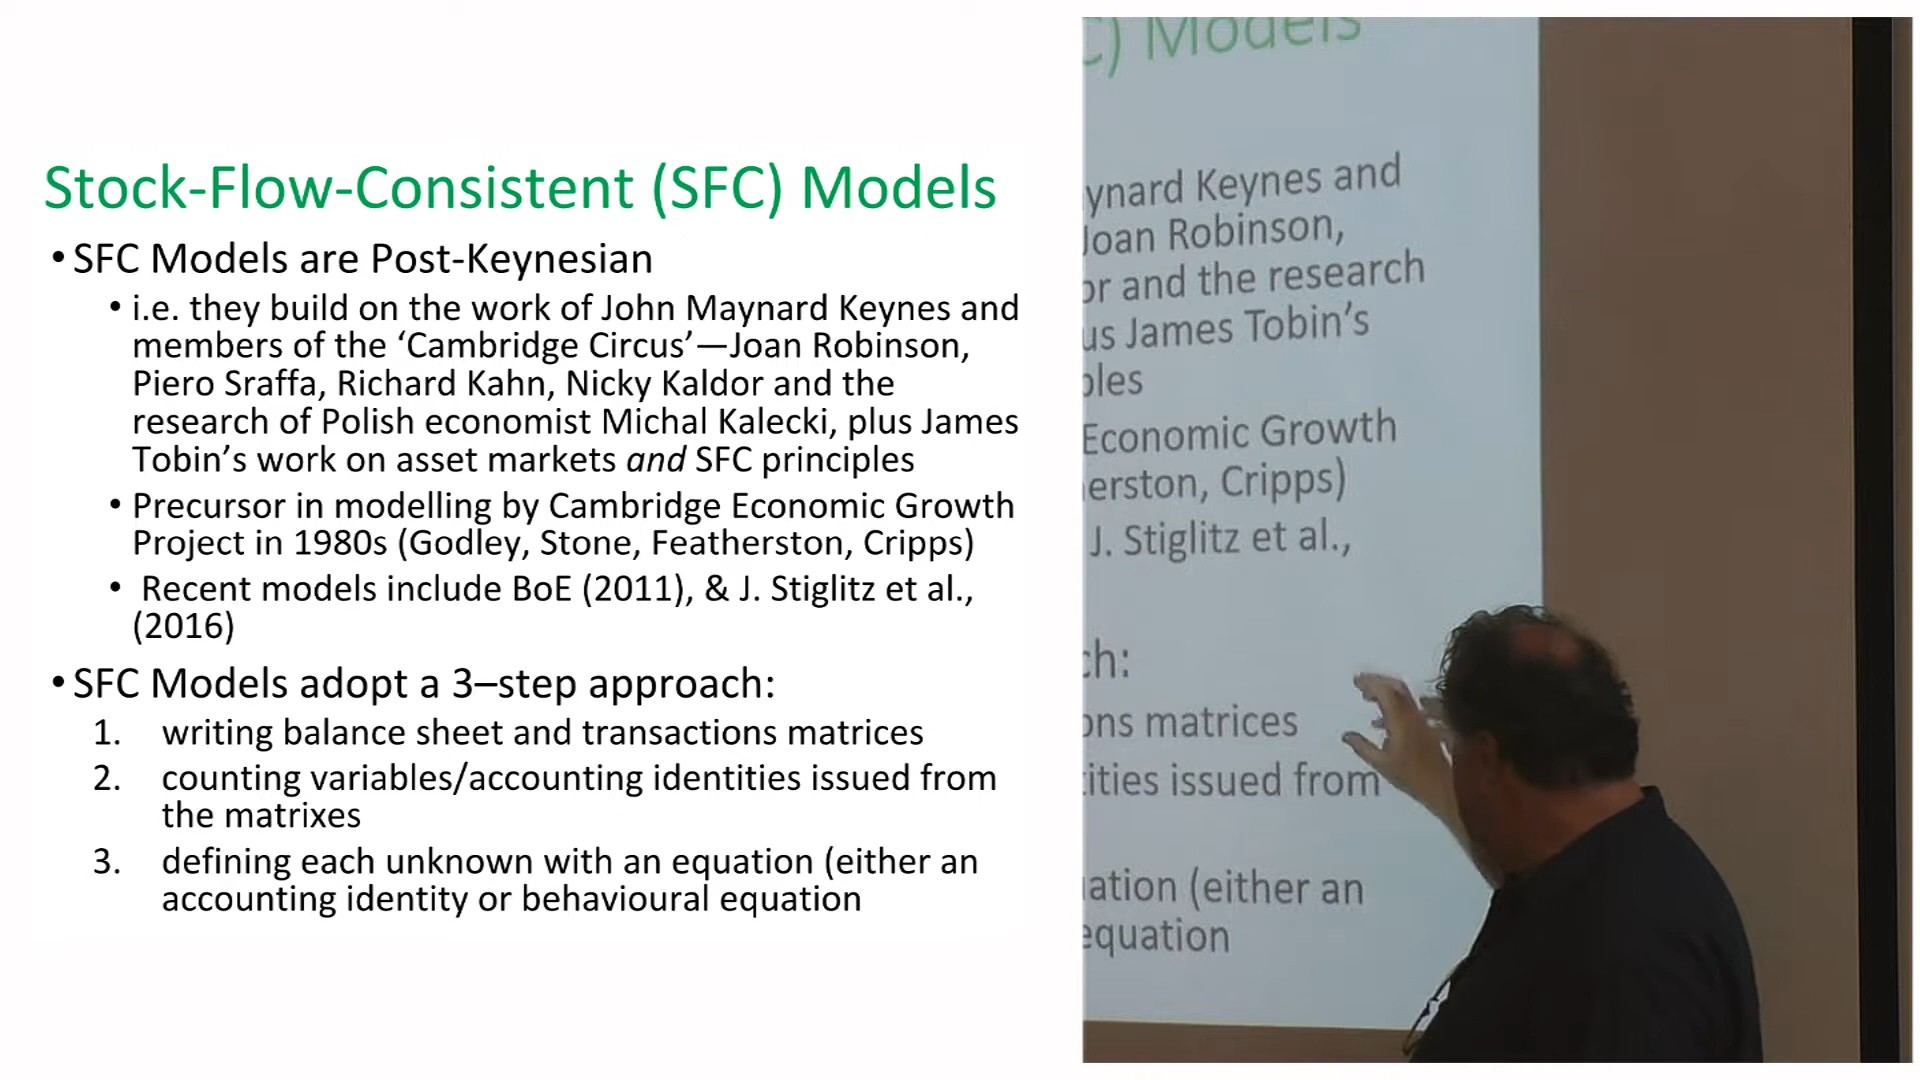 Stock-Flow-Consistent (SFC) Models
• SFC Models are Post-Keynesian
• i.e. they build on the work of John Maynard Keynes and
members of the ‘Cambridge Circus’—Joan Robinson,
Piero Sraffa, Richard Kahn, Nicky Kaldor and the
research of Polish economist Michal Kalecki, plus James
Tobin’s work on asset markets and SFC principles
• Precursor in modelling by Cambridge Economic Growth
Project in 1980s (Godley, Stone, Featherston, Cripps)
• Recent models include BoE (2011), & J. Stiglitz et al.,
(2016)
• SFC Models adopt a 3–step approach:
1. writing balance sheet and transactions matrices
2. counting variables/accounting identities issued from
the matrixes
3. defining each unknown with an equation (either an
accounting identity or behavioural equation
C) Models
ynard Keynes and
Joan Robinson,
or and the research
us James Tobin’s
ples
Economic Growth
erston, Cripps)
J. Stiglitz et al.,
ch:
ons matrices
tities issued from
uation (either an
equation